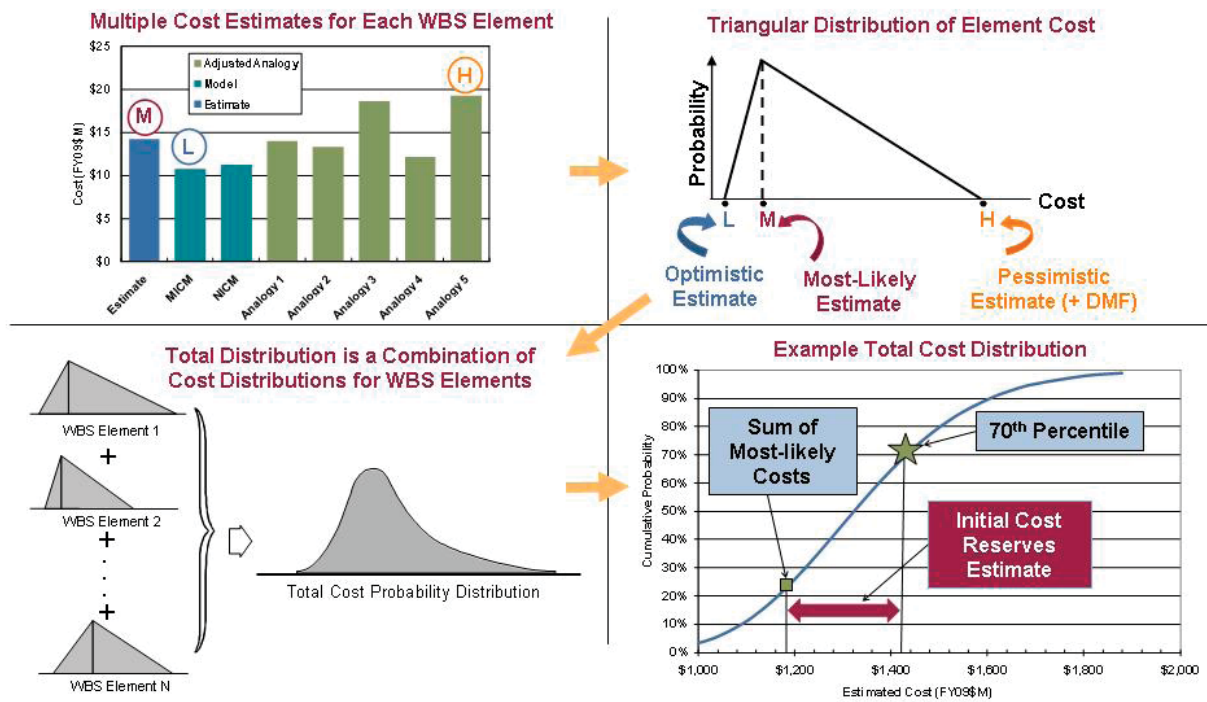 Multiple Cost Estimates for Each WBS Element
$25
$20
$15
$10
$5
$0
Cost (FY09$M)
Adjusted Analogy
Model
Estimate
M
L
H
Estimate
MICM
NICM
Analogy 1
Analogy 2
Analogy 3
Analogy 4
Analogy 5
Triangular Distribution of Element Cost
Probability
Cost
L
M
H
Optimistic
Estimate
Most-Likely
Estimate
Pessimistic
Estimate (+ DMF)
Total Distribution is a Combination of
Cost Distributions for WBS Elements
WBS Element 1
+
WBS Element 2
+
+
WBS Element N
Total Cost Probability Distribution
Example Total Cost Distribution
100%
90%
80%
70%
60%
50%
40%
30%
20%
10%
0%
Cumulative Probability
Sum of
Most-likely
Costs
70th Percentile
Initial Cost
Reserves
Estimate
$1,000
$1,200
$1,400
$1,600
$1,800
$2,000
Estimated Cost (FY09$M)